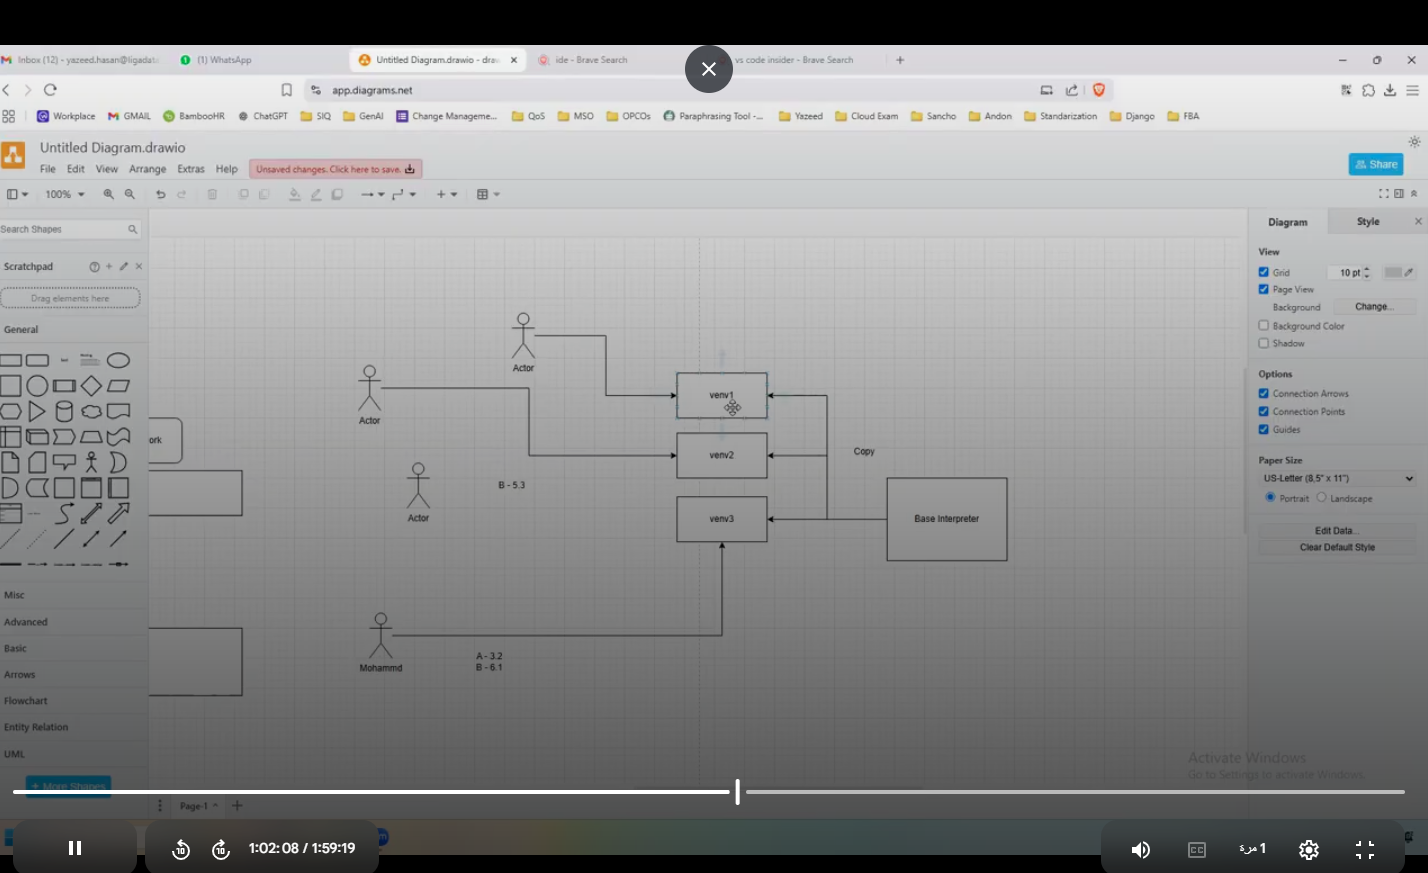 Inbox (12) - yazeed.hasan@ligadata
(1) WhatsApp
Untitled Diagram.drawio - draw
ide - Brave Search
vs code insider - Brave Search
app.diagrams.net
Workplace
GMAIL
BambooHR
ChatGPT
SIQ
GenAI
Change Manageme...
QoS
MSO
OPCOs
Paraphrasing Tool -...
Yazeed
Cloud Exam
Sancho
Andon
Standarization
Django
FBA
Untitled Diagram.drawio
File Edit View Arrange Extras Help
Unsaved changes. Click here to save.
Share
100%
Search Shapes
Scratchpad
Drag elements here
General
Text
Misc
Advanced
Basic
Arrows
Flowchart
Entity Relation
UML
+ More Shapes
ork
Actor
Actor
Actor
B - 5.3
Mohammd
A - 3.2
B - 6.1
venv1
venv2
venv3
Copy
Base Interpreter
Diagram
Style
View
Grid
10 pt
Page View
Background
Change...
Background Color
Shadow
Options
Connection Arrows
Connection Points
Guides
Paper Size
US-Letter (8,5" x 11")
Portrait
Landscape
Edit Data...
Clear Default Style
Activate Windows
Go to Settings to activate Windows.
Page-1
10
10
1:02:08 / 1:59:19
CC
1 مرة